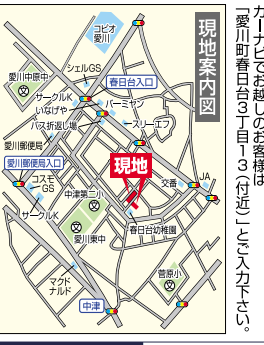 カーナビでお越しのお客様は
「愛川町春日台3丁目13（付近）」とご入力下さい。
現地案内図
コピオ
愛川
シェルGS
愛川中原中
春日台入口
サークルK
いなげや
バーミヤン
バス折返し場
スリーエフ
愛川郵便局
愛川郵便局入口
現地
コスモ
GS
中津第二小
交番
JA
サークルK
春日台幼稚園
愛川東中
菅原小
マクド
ナルド
中津